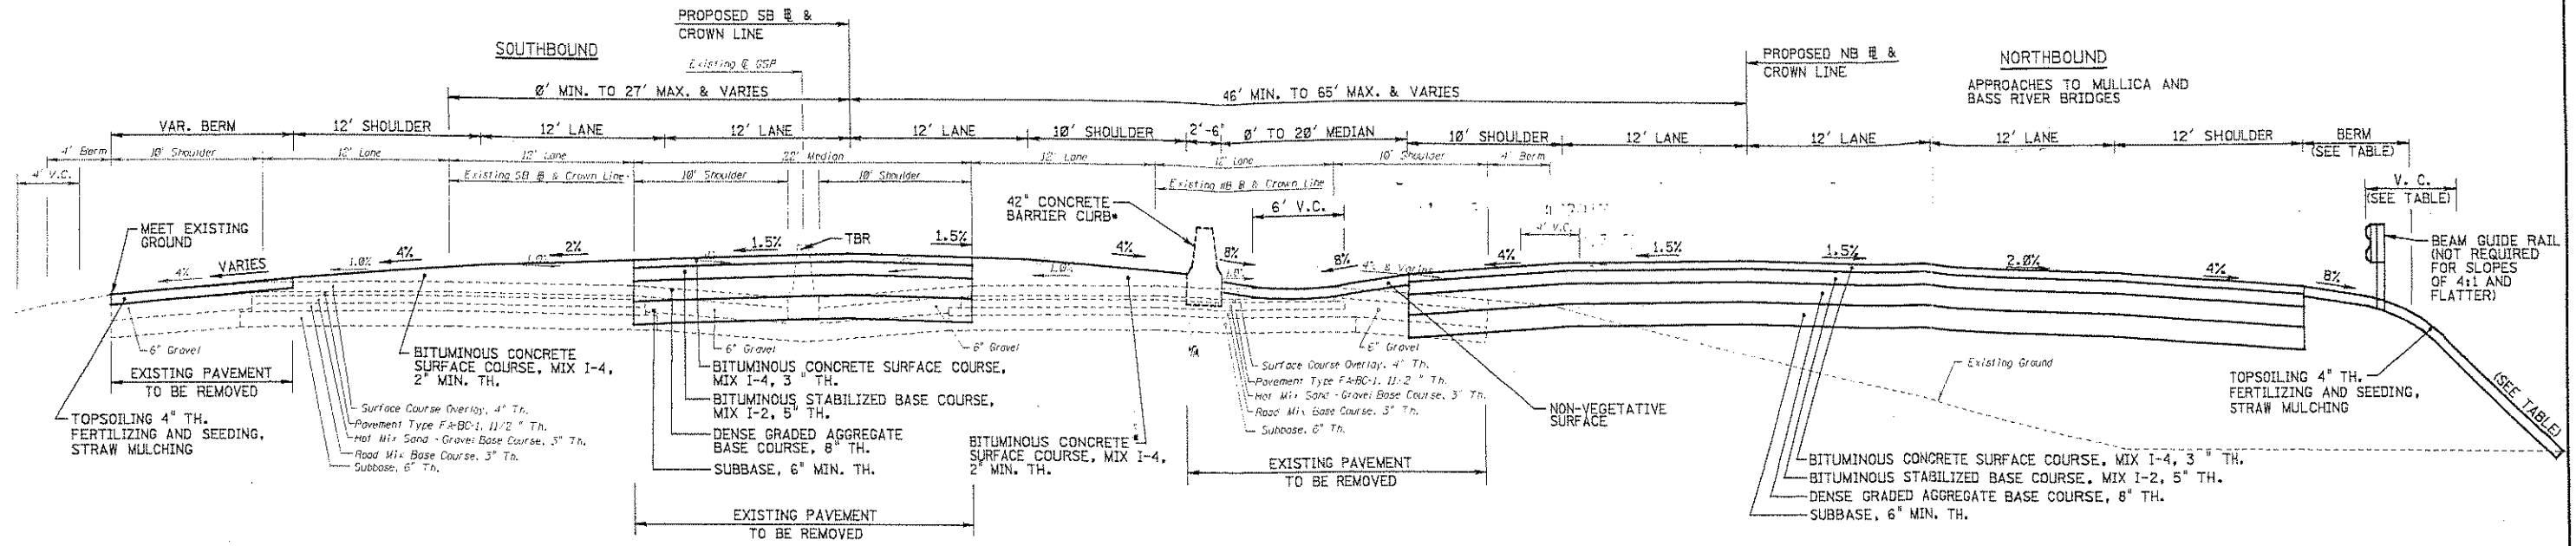 PROPOSED SB ℄ &
CROWN LINE
SOUTHBOUND
Existing ℄ GSP
PROPOSED NB ℄ &
CROWN LINE
NORTHBOUND
APPROACHES TO MULLICA AND
BASS RIVER BRIDGES
0' MIN. TO 27' MAX. & VARIES
46' MIN. TO 65' MAX. & VARIES
VAR. BERM
12' SHOULDER
12' LANE
12' LANE
12' LANE
10' SHOULDER
2'-6"
0' TO 20' MEDIAN
10' SHOULDER
12' LANE
12' LANE
12' LANE
12' SHOULDER
BERM
(SEE TABLE)
4' Berm
10' Shoulder
12' Lane
12' Lane
22' Median
12' Lane
12' Lane
10' Shoulder
4' Berm
4' V.C.
Existing SB ℄ & Crown Line
10' Shoulder
10' Shoulder
Existing NB ℄ & Crown Line
V. C.
(SEE TABLE)
42" CONCRETE
BARRIER CURB*
6' V.C.
4' V.C.
MEET EXISTING
GROUND
TBR
BEAM GUIDE RAIL
(NOT REQUIRED
FOR SLOPES
OF 4:1 AND
FLATTER)
4%
VARIES
1.0%
4%
1.0%
2%
1.5%
1.5%
1.0%
4%
8%
1.0%
8%
4% & Varies
4%
1.5%
1.5%
2.0%
4%
8%
6" Gravel
6" Gravel
6" Gravel
6" Gravel
EXISTING PAVEMENT
TO BE REMOVED
BITUMINOUS CONCRETE
SURFACE COURSE, MIX I-4,
2" MIN. TH.
TOPSOILING 4" TH.
FERTILIZING AND SEEDING,
STRAW MULCHING
Surface Course Overlay, 4" Th.
Pavement Type FA-BC-1, 11/2 " Th.
Hot Mix Sand - Gravel Base Course, 3" Th.
Road Mix Base Course, 3" Th.
Subbase, 6" Th.
BITUMINOUS CONCRETE SURFACE COURSE,
MIX I-4, 3 " TH.
BITUMINOUS STABILIZED BASE COURSE,
MIX I-2, 5" TH.
DENSE GRADED AGGREGATE
BASE COURSE, 8" TH.
SUBBASE, 6" MIN. TH.
EXISTING PAVEMENT
TO BE REMOVED
BITUMINOUS CONCRETE
SURFACE COURSE, MIX I-4,
2" MIN. TH.
Surface Course Overlay, 4" Th.
Pavement Type FA-BC-1, 11/2 " Th.
Hot Mix Sand - Gravel Base Course, 3" Th.
Road Mix Base Course, 3" Th.
Subbase, 6" Th.
EXISTING PAVEMENT
TO BE REMOVED
NON-VEGETATIVE
SURFACE
Existing Ground
TOPSOILING 4" TH.
FERTILIZING AND SEEDING,
STRAW MULCHING
(SEE TABLE)
BITUMINOUS CONCRETE SURFACE COURSE, MIX I-4, 3 " TH.
BITUMINOUS STABILIZED BASE COURSE, MIX I-2, 5" TH.
DENSE GRADED AGGREGATE BASE COURSE, 8" TH.
SUBBASE, 6" MIN. TH.